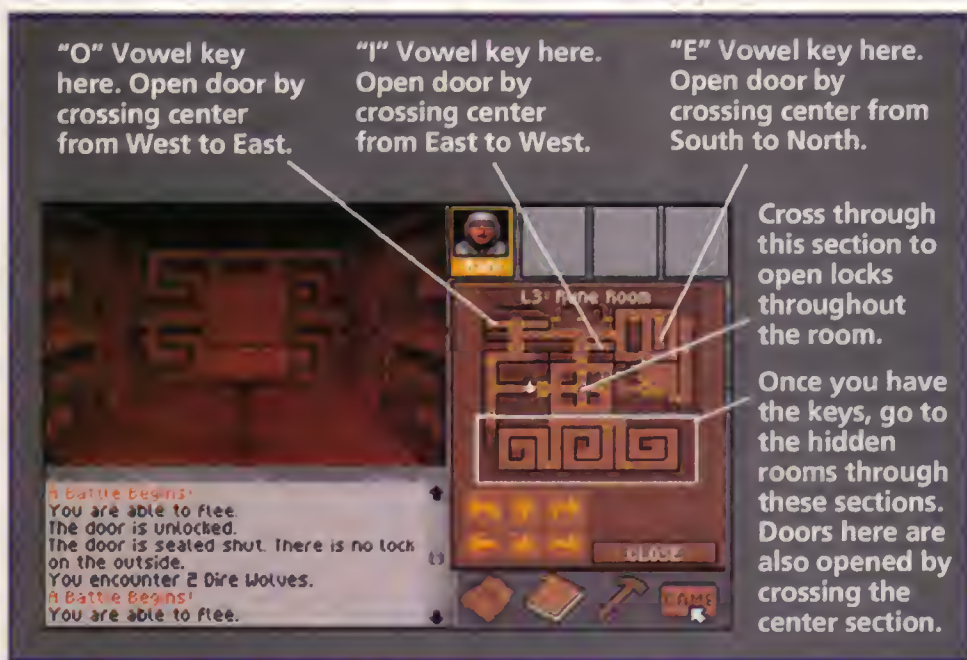 "O" Vowel key
here. Open door by
crossing center
from West to East.
"I" Vowel key here.
Open door by
crossing center
from East to West.
"E" Vowel key here.
Open door by
crossing center from
South to North.
Cross through
this section to
open locks
throughout
the room.
Once you have
the keys, go to
the hidden
rooms through
these sections.
Doors here are
also opened by
crossing the
center section.
L3: Rune Room
A Battle Begins!
You are able to flee.
The door is unlocked.
The door is sealed shut. There is no lock
on the outside.
You encounter 2 Dire Wolves.
A Battle Begins!
You are able to flee.
CLOSE
GAME